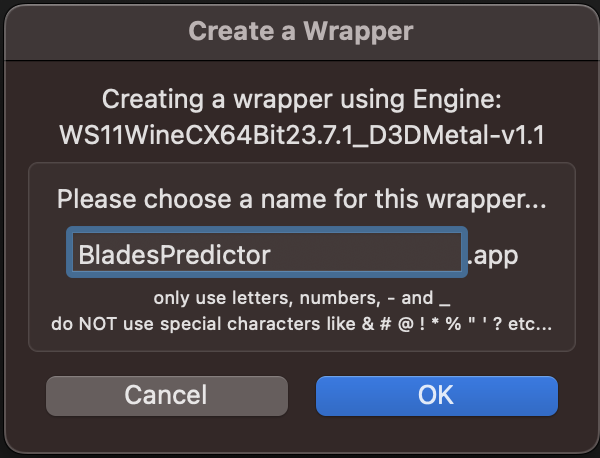 Create a Wrapper
Creating a wrapper using Engine:
WS11WineCX64Bit23.7.1_D3DMetal-v1.1
Please choose a name for this wrapper...
BladesPredictor .app
only use letters, numbers, - and _
do NOT use special characters like & # @ ! * % " ' ? etc...
Cancel OK